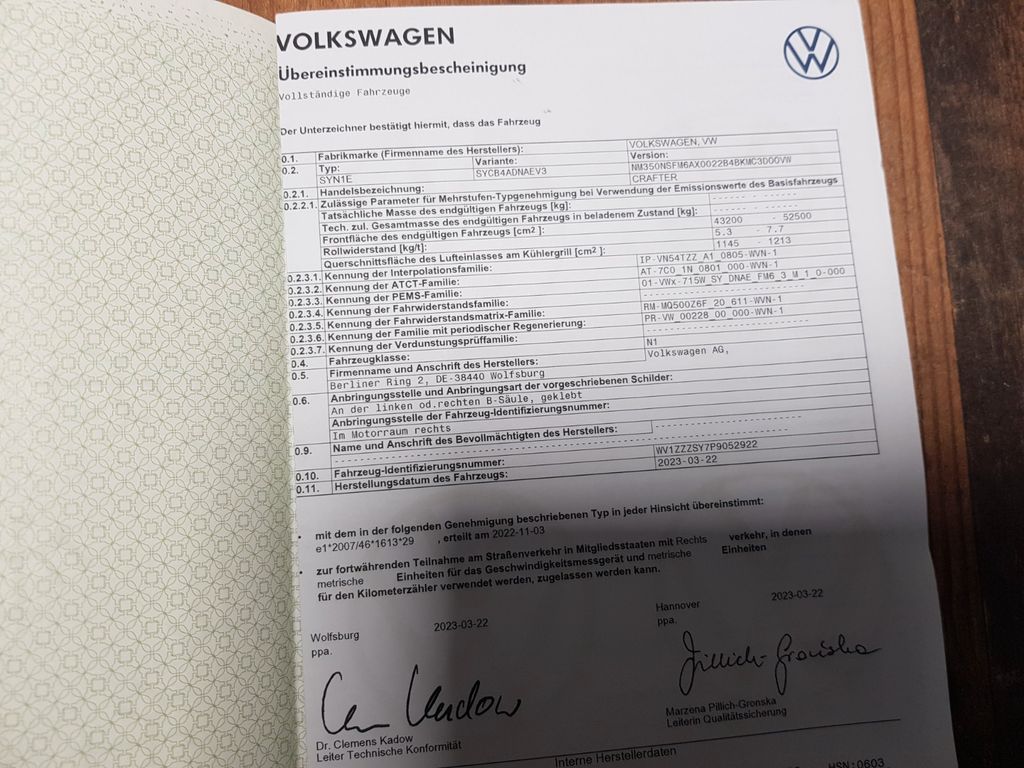 VOLKSWAGEN
Übereinstimmungsbescheinigung
Vollständige Fahrzeuge
Der Unterzeichner bestätigt hiermit, dass das Fahrzeug
0.1. Fabrikmarke (Firmenname des Herstellers): VOLKSWAGEN, VW
0.2. Typ: Variante: Version:
SYN1E SYCB4ADNAEV3 NM350NSFM6AX0022B4BKMC3D00VW
0.2.1. Handelsbezeichnung: CRAFTER
0.2.2.1. Zulässige Parameter für Mehrstufen-Typgenehmigung bei Verwendung der Emissionswerte des Basisfahrzeugs
Tatsächliche Masse des endgültigen Fahrzeugs [kg]: ------ - ------
Tech. zul. Gesamtmasse des endgültigen Fahrzeugs in beladenem Zustand [kg]: ------ - ------
Frontfläche des endgültigen Fahrzeugs [cm²]: 43200 - 52500
Rollwiderstand [kg/t]: 5.3 - 7.7
Querschnittsfläche des Lufteinlasses am Kühlergrill [cm²]: 1145 - 1213
0.2.3.1. Kennung der Interpolationsfamilie: IP-VN54TZZ_A1_0805-WVN-1
0.2.3.2. Kennung der ATCT-Familie: AT-7C0_1N_0801_000-WVN-1
0.2.3.3. Kennung der PEMS-Familie: 01-VWx-715W_SY_DNAE_FM6_3_M_1_0-000
0.2.3.4. Kennung der Fahrwiderstandsfamilie: --------------------
0.2.3.5. Kennung der Fahrwiderstandsmatrix-Familie: RM-MQ500Z6F_20_611-WVN-1
0.2.3.6. Kennung der Familie mit periodischer Regenerierung: PR-VW_00228_00_000-WVN-1
0.2.3.7. Kennung der Verdunstungsprüffamilie: --------------------
0.4. Fahrzeugklasse: N1
0.5. Firmenname und Anschrift des Herstellers: Volkswagen AG,
Berliner Ring 2, DE-38440 Wolfsburg
0.6. Anbringungsstelle und Anbringungsart der vorgeschriebenen Schilder:
An der linken od.rechten B-Säule, geklebt
Anbringungsstelle der Fahrzeug-Identifizierungsnummer:
Im Motorraum rechts
0.9. Name und Anschrift des Bevollmächtigten des Herstellers: --------------------
----------------------------------------
0.10. Fahrzeug-Identifizierungsnummer: WV1ZZZSY7P9052922
0.11. Herstellungsdatum des Fahrzeugs: 2023-03-22
• mit dem in der folgenden Genehmigung beschriebenen Typ in jeder Hinsicht übereinstimmt:
e1*2007/46*1613*29 , erteilt am 2022-11-03
• zur fortwährenden Teilnahme am Straßenverkehr in Mitgliedsstaaten mit Rechts verkehr, in denen
metrische Einheiten für das Geschwindigkeitsmessgerät und metrische Einheiten
für den Kilometerzähler verwendet werden, zugelassen werden kann.
Wolfsburg 2023-03-22 Hannover 2023-03-22
ppa. ppa.
Dr. Clemens Kadow Marzena Pillich-Gronska
Leiter Technische Konformität Leiterin Qualitätssicherung
Interne Herstellerdaten
HSN:0603